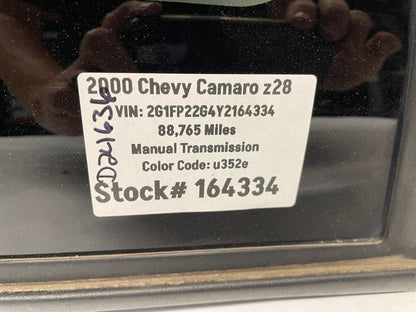 2000 Chevy Camaro z28
VIN: 2G1FP22G4Y2164334
88,765 Miles
Manual Transmission
Color Code: u352e
Stock# 164334